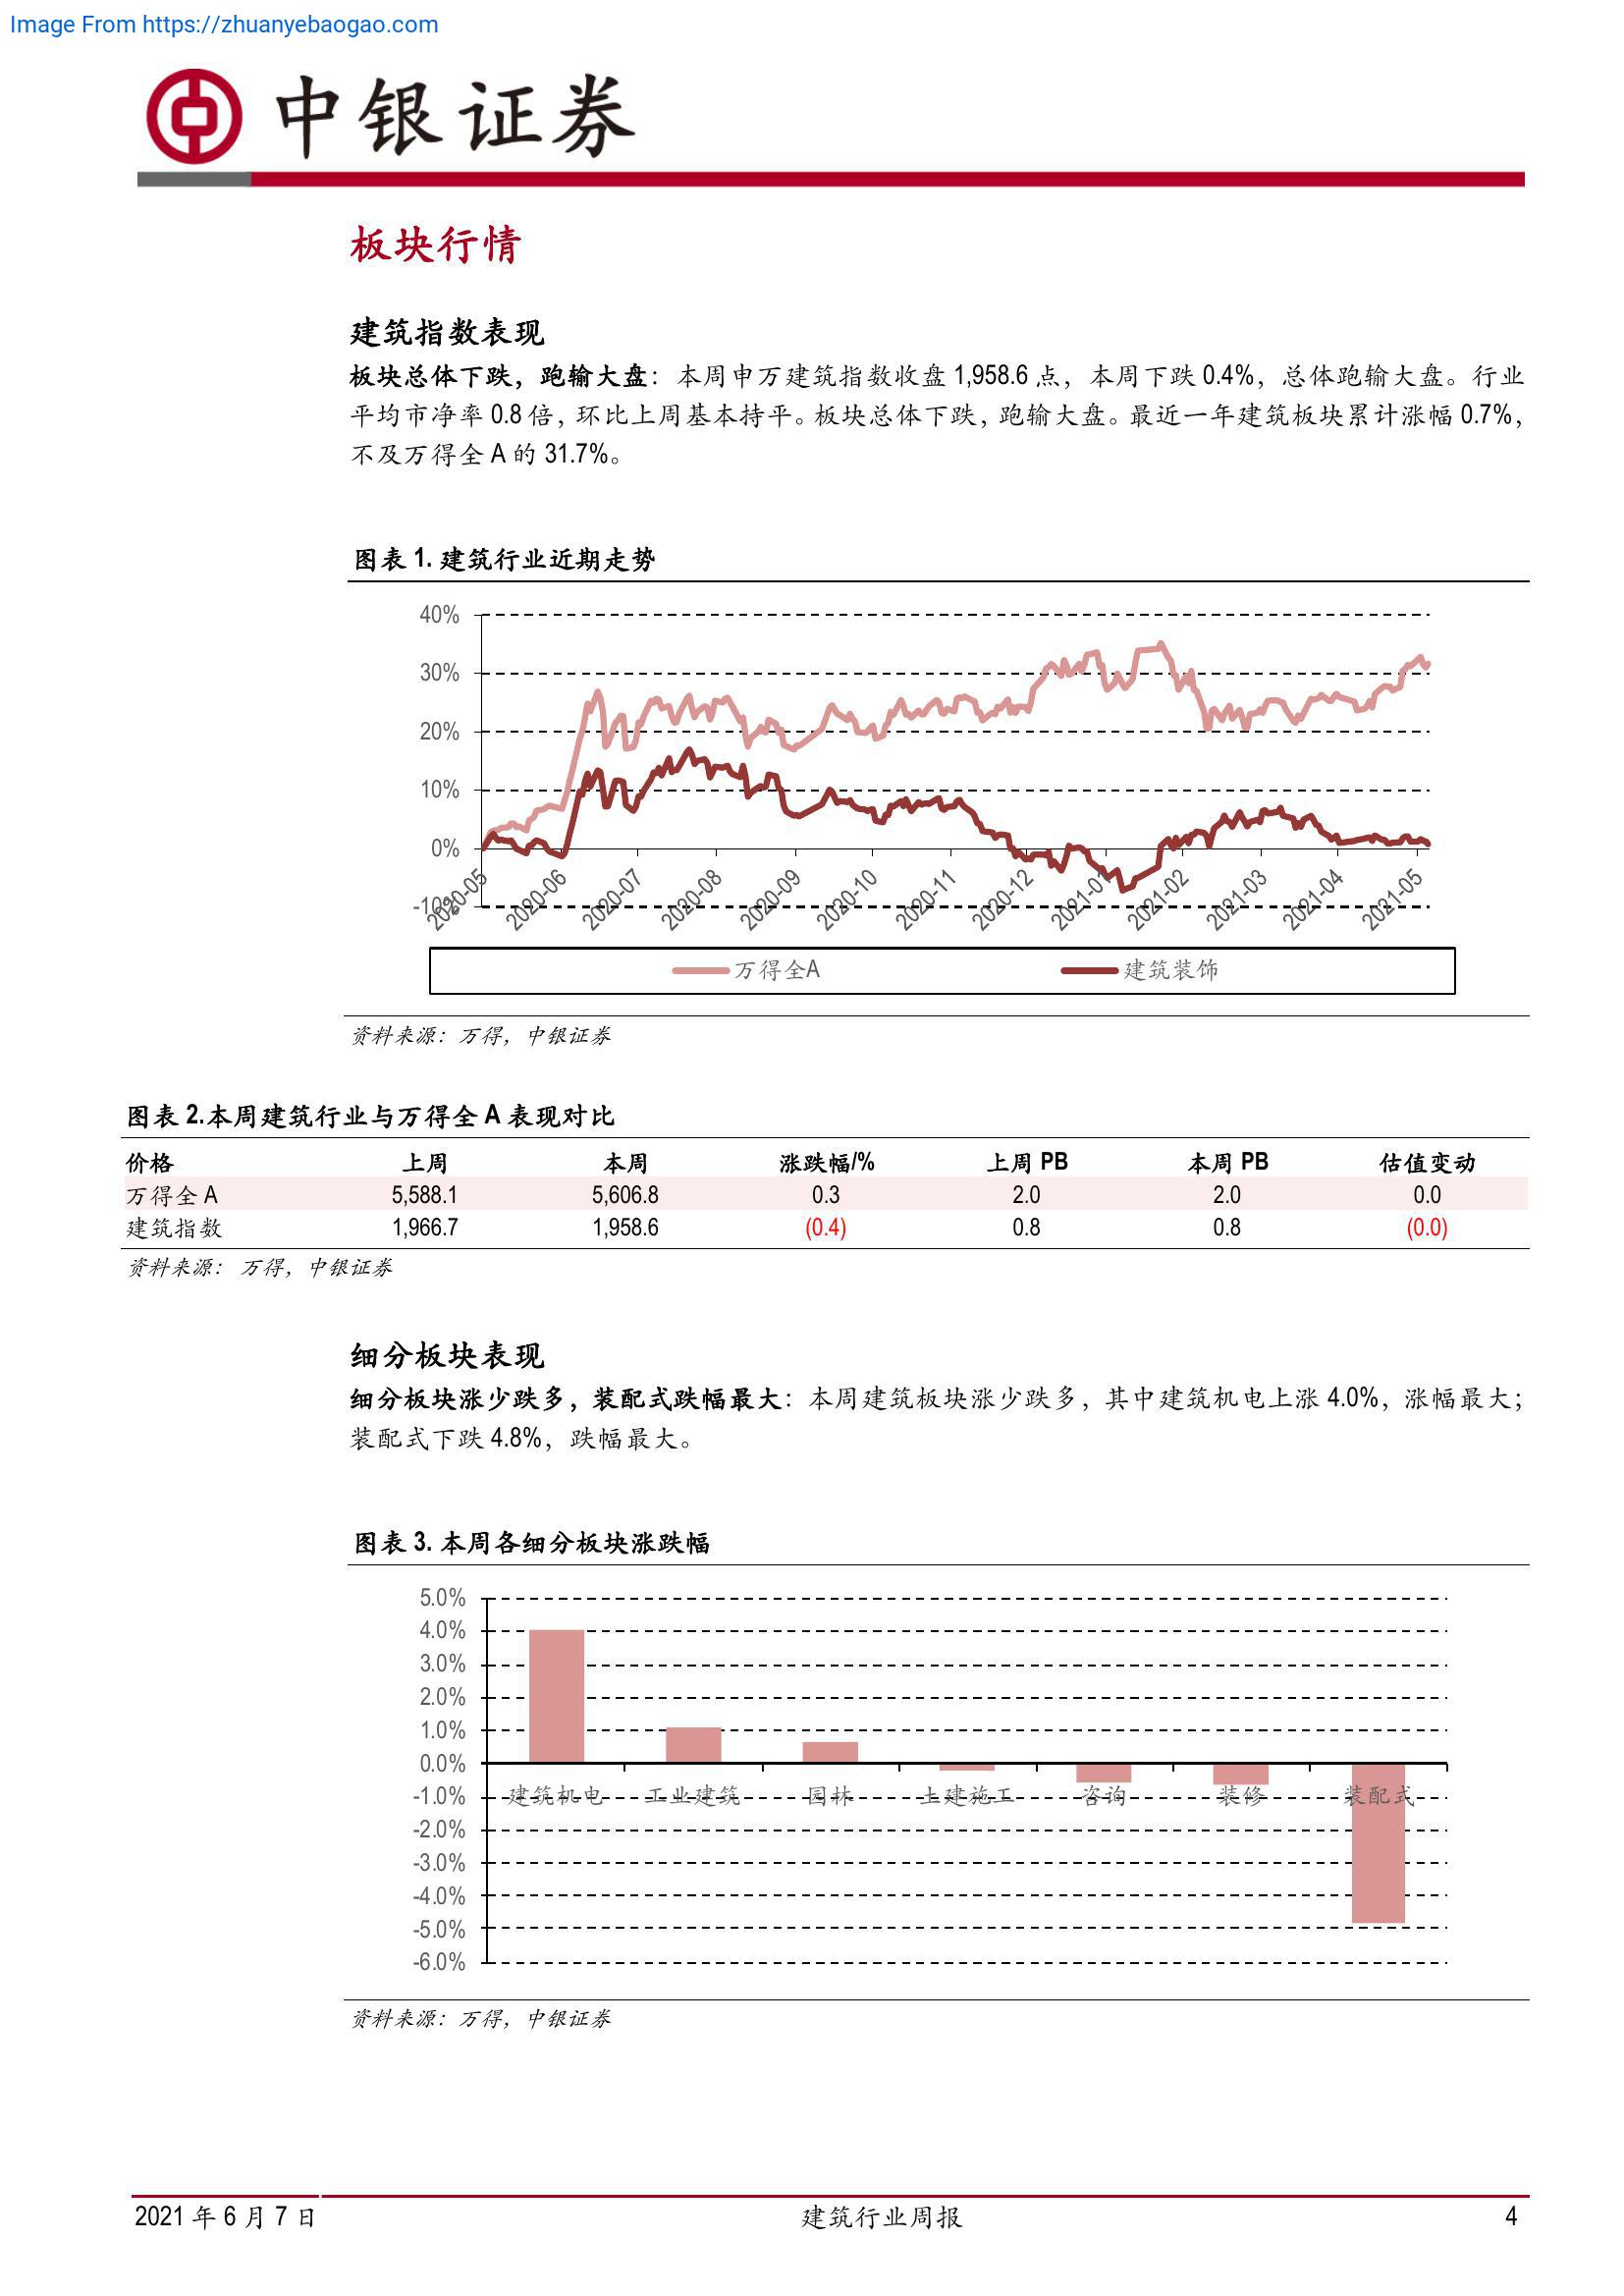 Image From https://zhuanyebaogao.com
中银证券
板块行情
建筑指数表现
板块总体下跌，跑输大盘：本周申万建筑指数收盘 1,958.6 点，本周下跌 0.4%，总体跑输大盘。行业
平均市净率 0.8 倍，环比上周基本持平。板块总体下跌，跑输大盘。最近一年建筑板块累计涨幅 0.7%，
不及万得全 A 的 31.7%。
图表 1. 建筑行业近期走势
40%
30%
20%
10%
0%
-10%
2020-05 2020-06 2020-07 2020-08 2020-09 2020-10 2020-11 2020-12 2021-01 2021-02 2021-03 2021-04 2021-05
万得全A 建筑装饰
资料来源：万得，中银证券
图表 2.本周建筑行业与万得全 A 表现对比
价格 上周 本周 涨跌幅/% 上周 PB 本周 PB 估值变动
万得全 A 5,588.1 5,606.8 0.3 2.0 2.0 0.0
建筑指数 1,966.7 1,958.6 (0.4) 0.8 0.8 (0.0)
资料来源： 万得，中银证券
细分板块表现
细分板块涨少跌多，装配式跌幅最大：本周建筑板块涨少跌多，其中建筑机电上涨 4.0%，涨幅最大；
装配式下跌 4.8%，跌幅最大。
图表 3. 本周各细分板块涨跌幅
5.0%
4.0%
3.0%
2.0%
1.0%
0.0%
-1.0%
-2.0%
-3.0%
-4.0%
-5.0%
-6.0%
建筑机电 工业建筑 园林 土建施工 咨询 装修 装配式
资料来源：万得，中银证券
2021 年 6 月 7 日 建筑行业周报 4